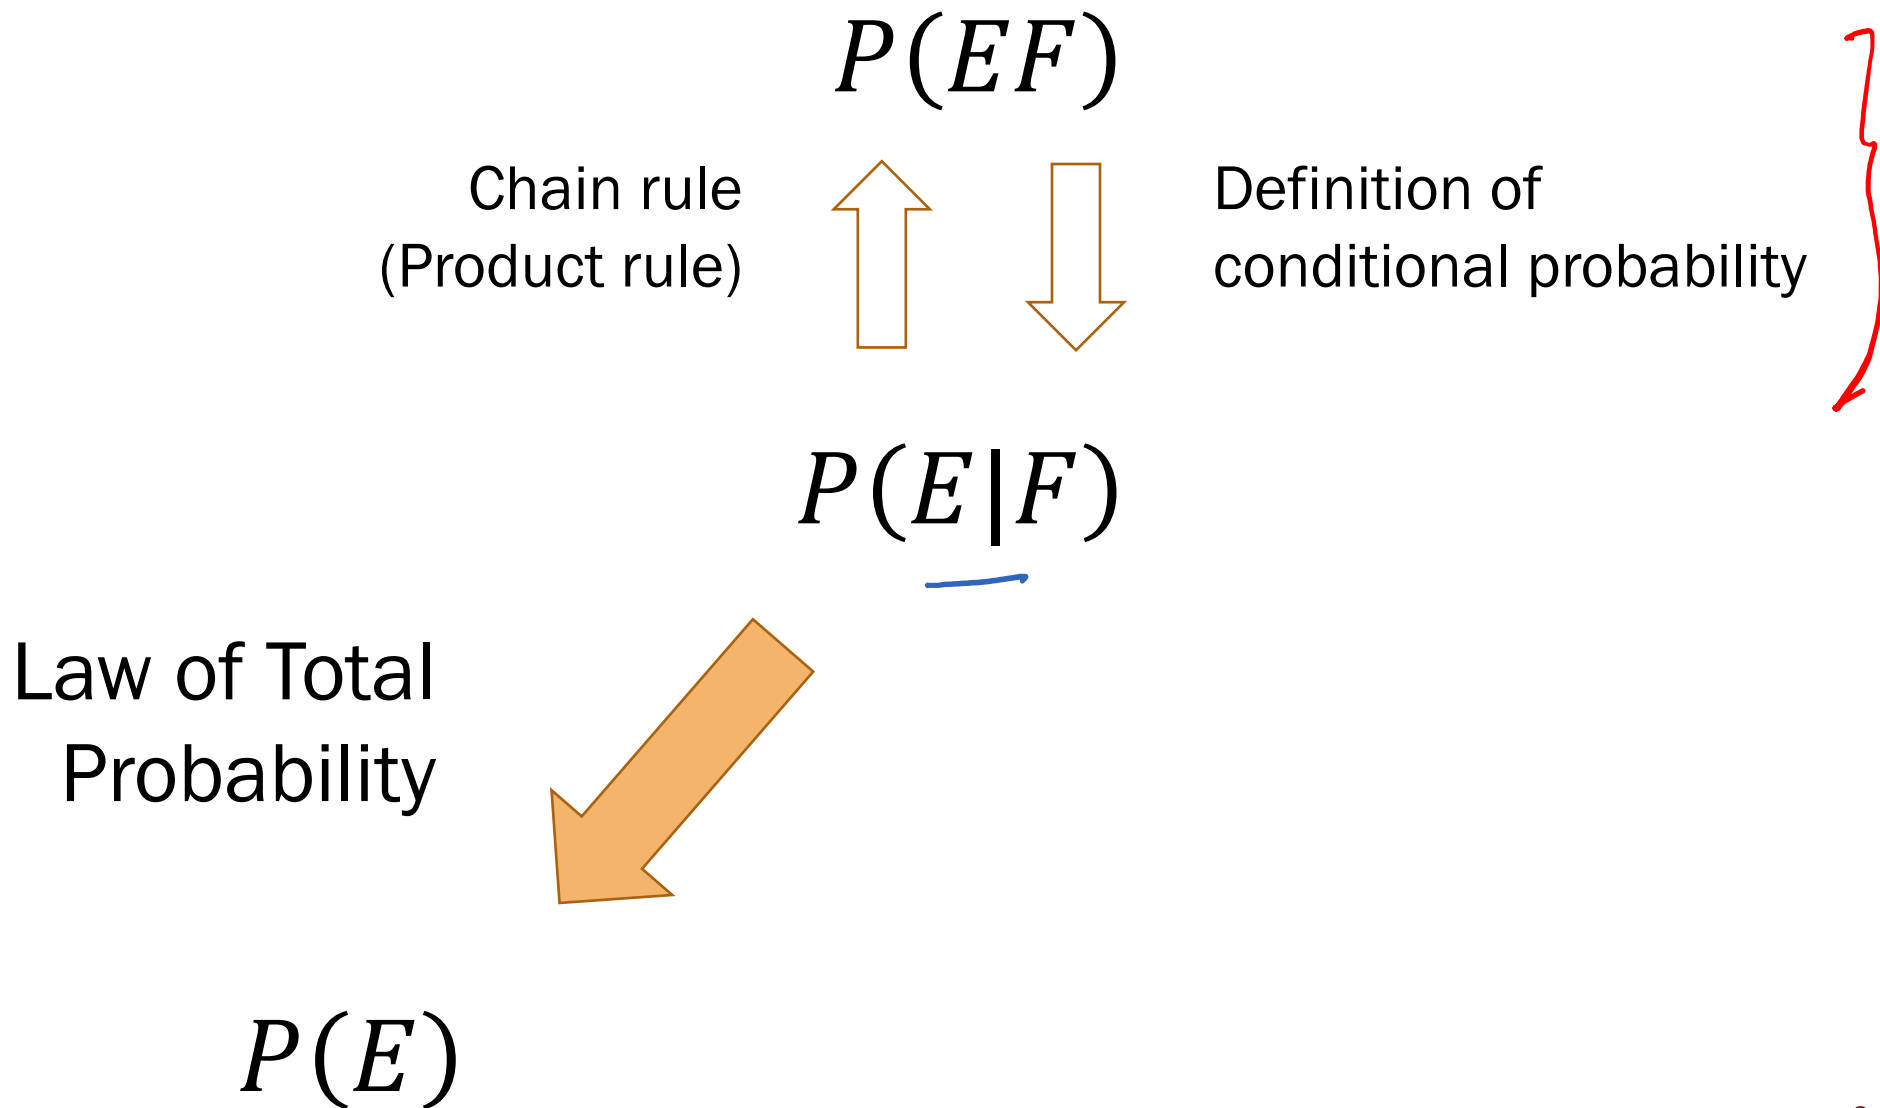 P(EF)
Chain rule
(Product rule)
Definition of
conditional probability
P(E|F)
Law of Total
Probability
P(E)